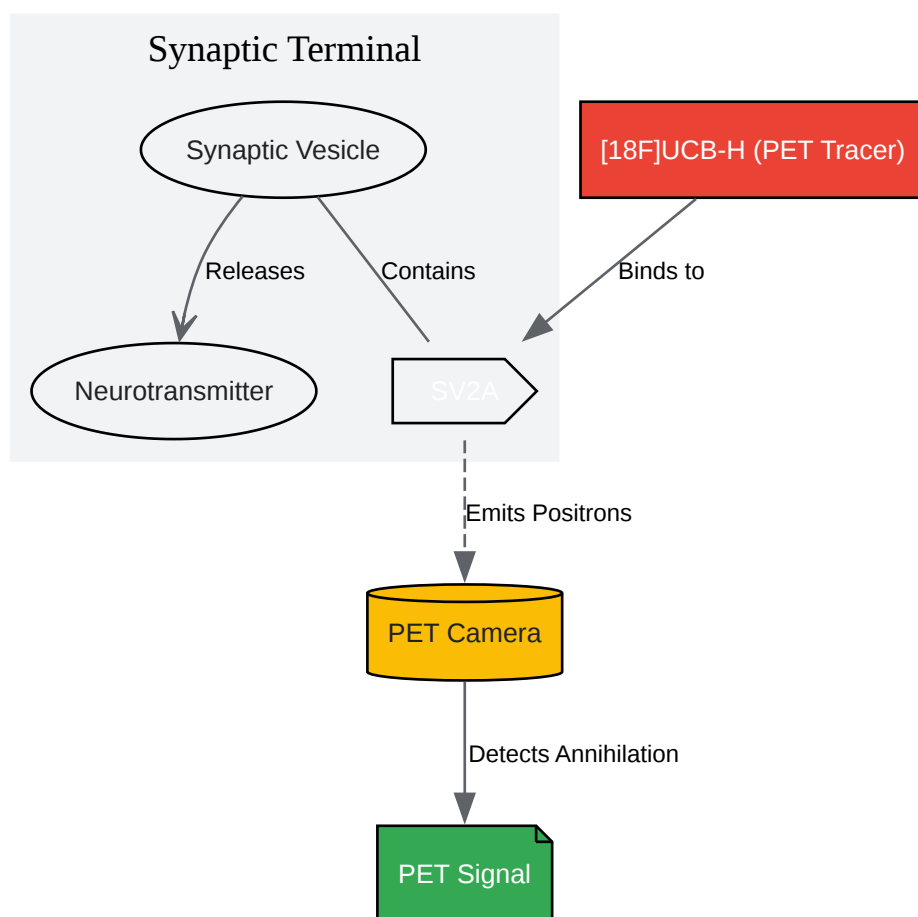 Synaptic Terminal
Synaptic Vesicle
[18F]UCB-H (PET Tracer)
Releases
Contains
Binds to
Neurotransmitter
SV2A
Emits Positrons
PET Camera
Detects Annihilation
PET Signal